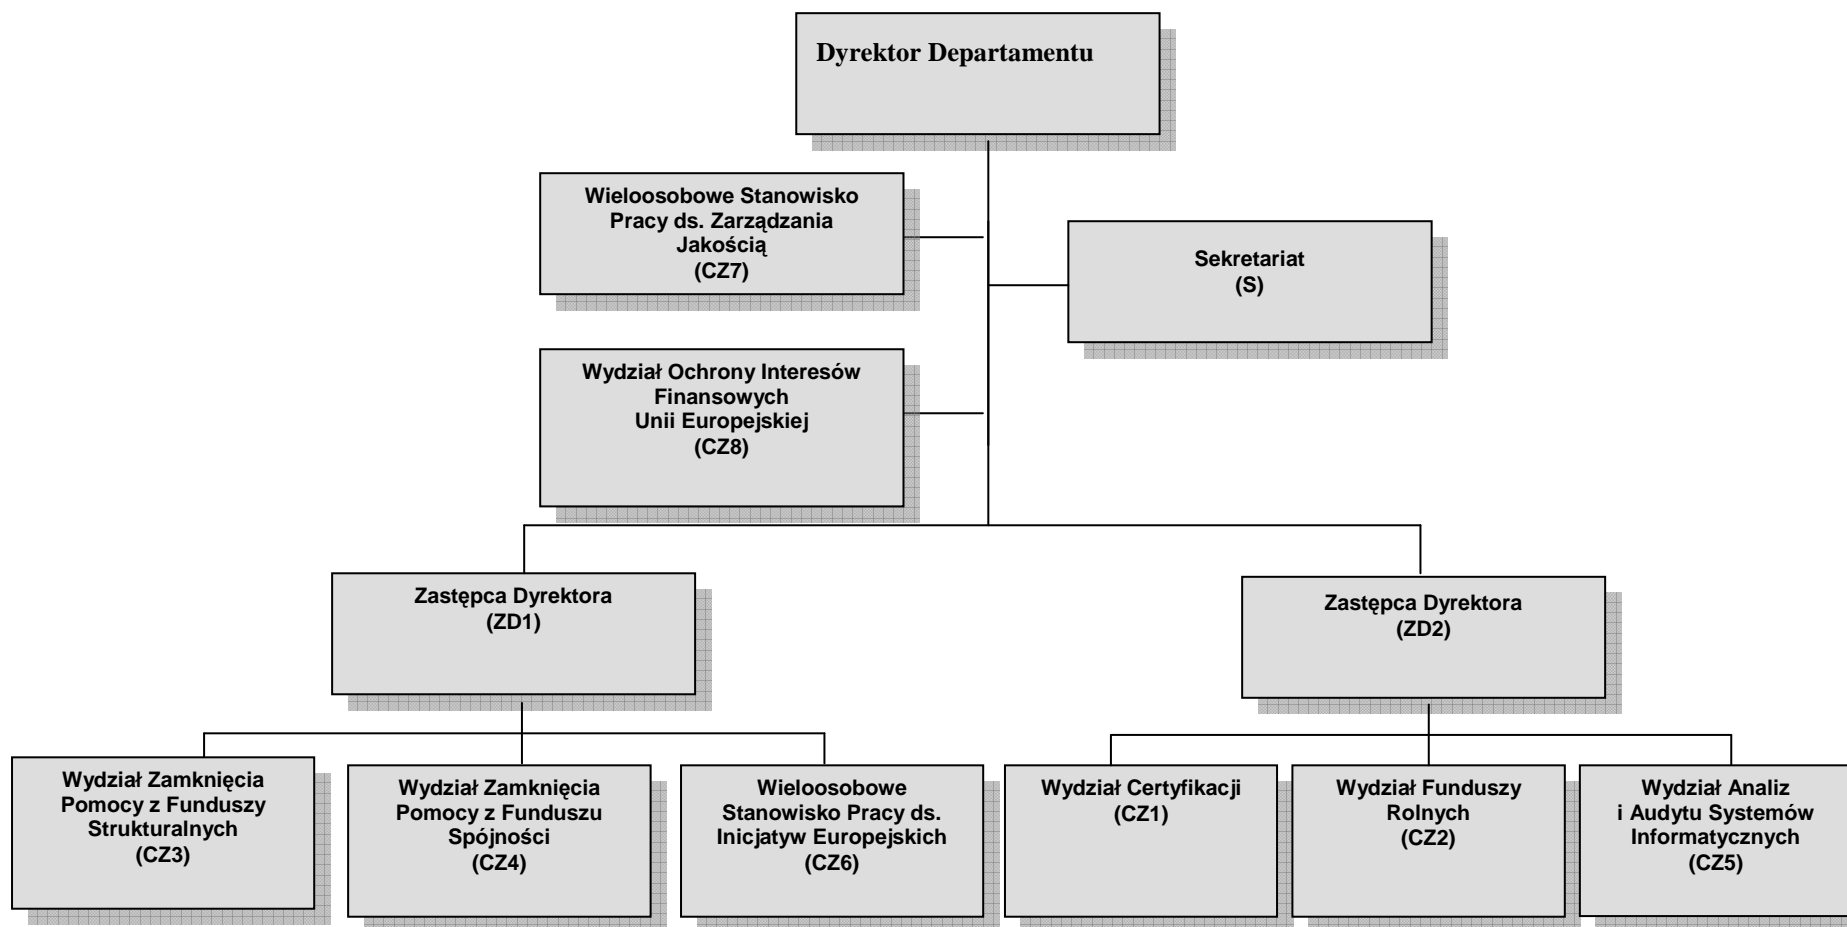 Dyrektor Departamentu
Wieloosobowe Stanowisko
Pracy ds. Zarządzania
Jakością
(CZ7)
Sekretariat
(S)
Wydział Ochrony Interesów
Finansowych
Unii Europejskiej
(CZ8)
Zastępca Dyrektora
(ZD1)
Zastępca Dyrektora
(ZD2)
Wydział Zamknięcia
Pomocy z Funduszy
Strukturalnych
(CZ3)
Wydział Zamknięcia
Pomocy z Funduszu
Spójności
(CZ4)
Wieloosobowe
Stanowisko Pracy ds.
Inicjatyw Europejskich
(CZ6)
Wydział Certyfikacji
(CZ1)
Wydział Funduszy
Rolnych
(CZ2)
Wydział Analiz
i Audytu Systemów
Informatycznych
(CZ5)